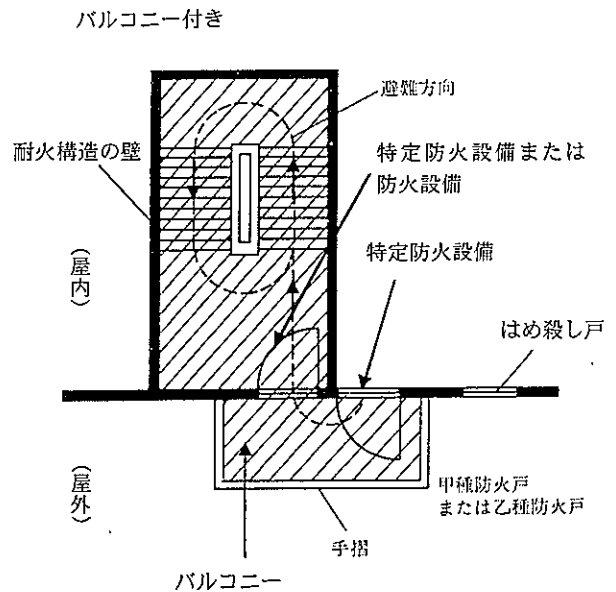 バルコニー付き
避難方向
耐火構造の壁
特定防火設備または
防火設備
特定防火設備
（屋内）
はめ殺し戸
（屋外）
甲種防火戸
または乙種防火戸
手摺
バルコニー